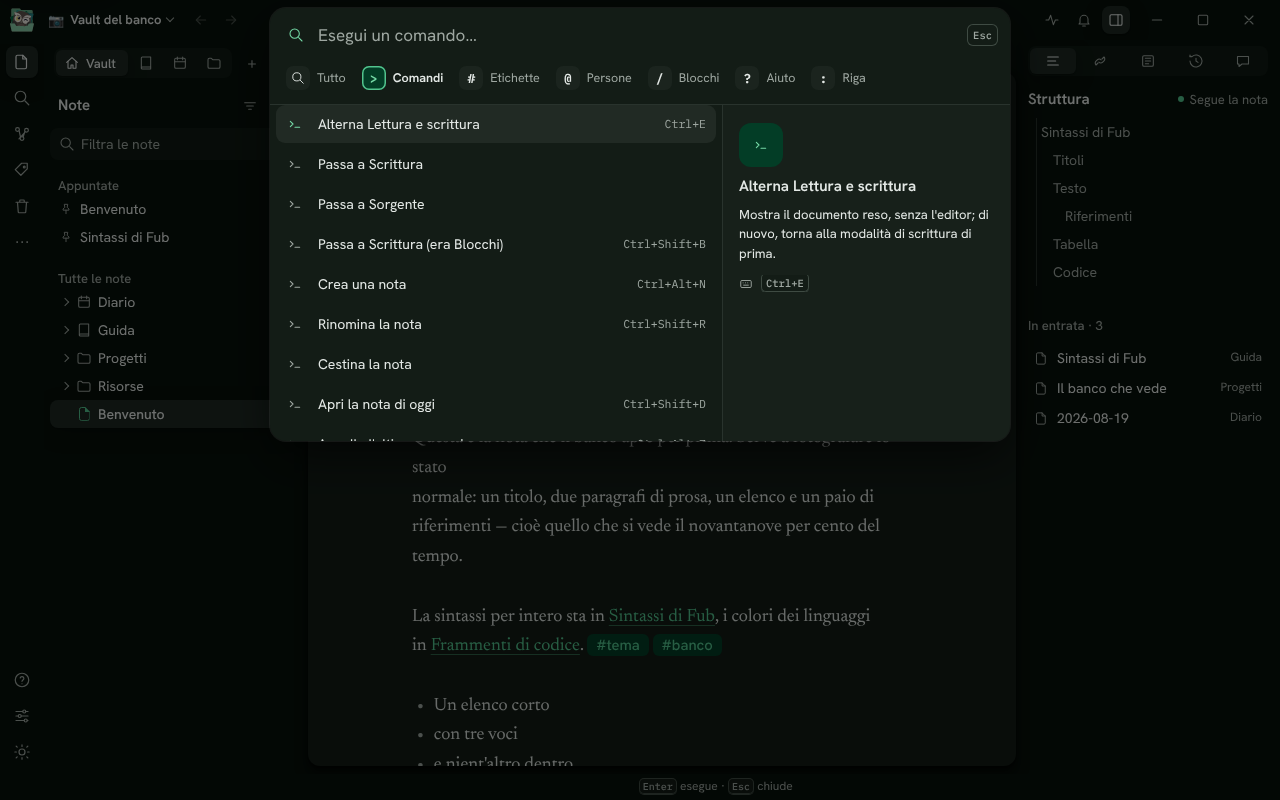 Vault del banco
Esegui un comando…
Esc
Vault
Tutto
> Comandi
# Etichette
@ Persone
/ Blocchi
? Aiuto
: Riga
Note
Filtra le note
Appuntate
Benvenuto
Sintassi di Fub
Tutte le note
Diario
Guida
Progetti
Risorse
Benvenuto
Alterna Lettura e scrittura Ctrl+E
Passa a Scrittura
Passa a Sorgente
Passa a Scrittura (era Blocchi) Ctrl+Shift+B
Crea una nota Ctrl+Alt+N
Rinomina la nota Ctrl+Shift+R
Cestina la nota
Apri la nota di oggi Ctrl+Shift+D
Alterna Lettura e scrittura
Mostra il documento reso, senza l'editor; di
nuovo, torna alla modalità di scrittura di
prima.
Ctrl+E
Struttura
Segue la nota
Sintassi di Fub
Titoli
Testo
Riferimenti
Tabella
Codice
In entrata · 3
Sintassi di Fub Guida
Il banco che vede Progetti
2026-08-19 Diario
stato
normale: un titolo, due paragrafi di prosa, un elenco e un paio di
riferimenti — cioè quello che si vede il novantanove per cento del
tempo.
La sintassi per intero sta in Sintassi di Fub, i colori dei linguaggi
in Frammenti di codice. #tema #banco
• Un elenco corto
• con tre voci
• e nient'altro dentro
Enter esegue · Esc chiude